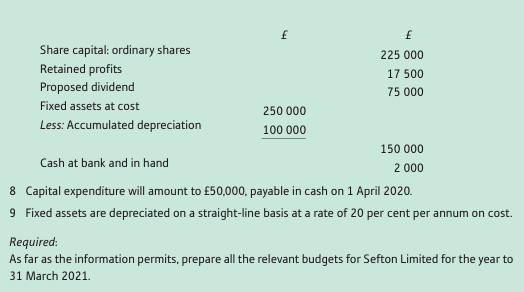 £ £
Share capital: ordinary shares 225 000
Retained profits 17 500
Proposed dividend 75 000
Fixed assets at cost 250 000
Less: Accumulated depreciation 100 000
150 000
Cash at bank and in hand 2 000
8 Capital expenditure will amount to £50,000, payable in cash on 1 April 2020.
9 Fixed assets are depreciated on a straight-line basis at a rate of 20 per cent per annum on cost.
Required:
As far as the information permits, prepare all the relevant budgets for Sefton Limited for the year to
31 March 2021.